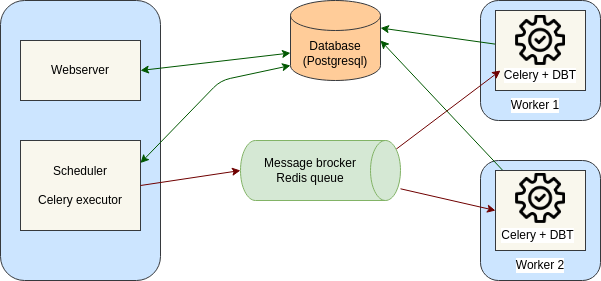 Webserver
Scheduler
Celery executor
Database
(Postgresql)
Message brocker
Redis queue
Celery + DBT
Worker 1
Celery + DBT
Worker 2